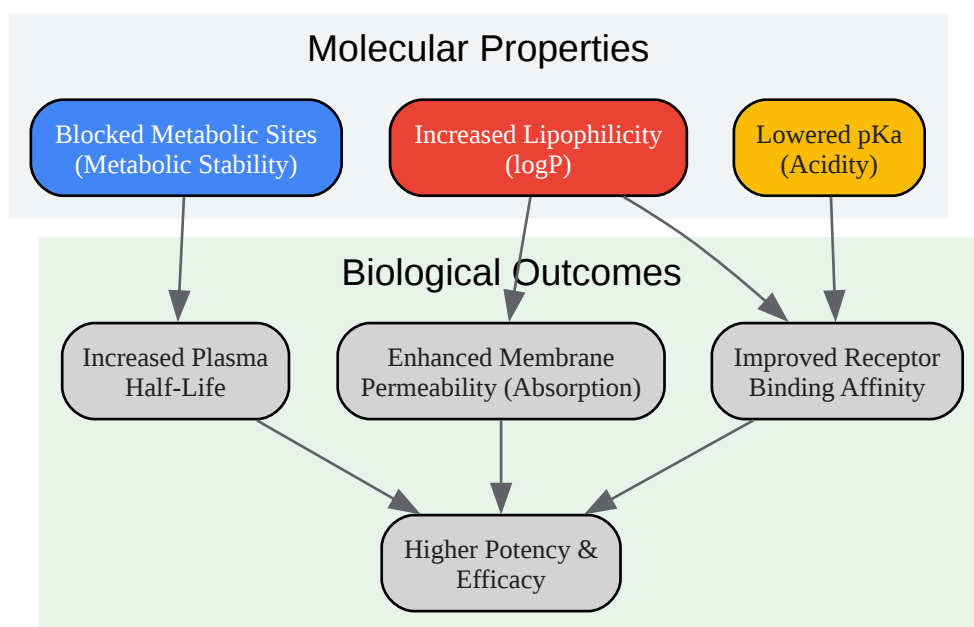 Molecular Properties
Blocked Metabolic Sites
(Metabolic Stability)
Increased Lipophilicity
(logP)
Lowered pKa
(Acidity)
Biological Outcomes
Increased Plasma
Half-Life
Enhanced Membrane
Permeability (Absorption)
Improved Receptor
Binding Affinity
Higher Potency &
Efficacy